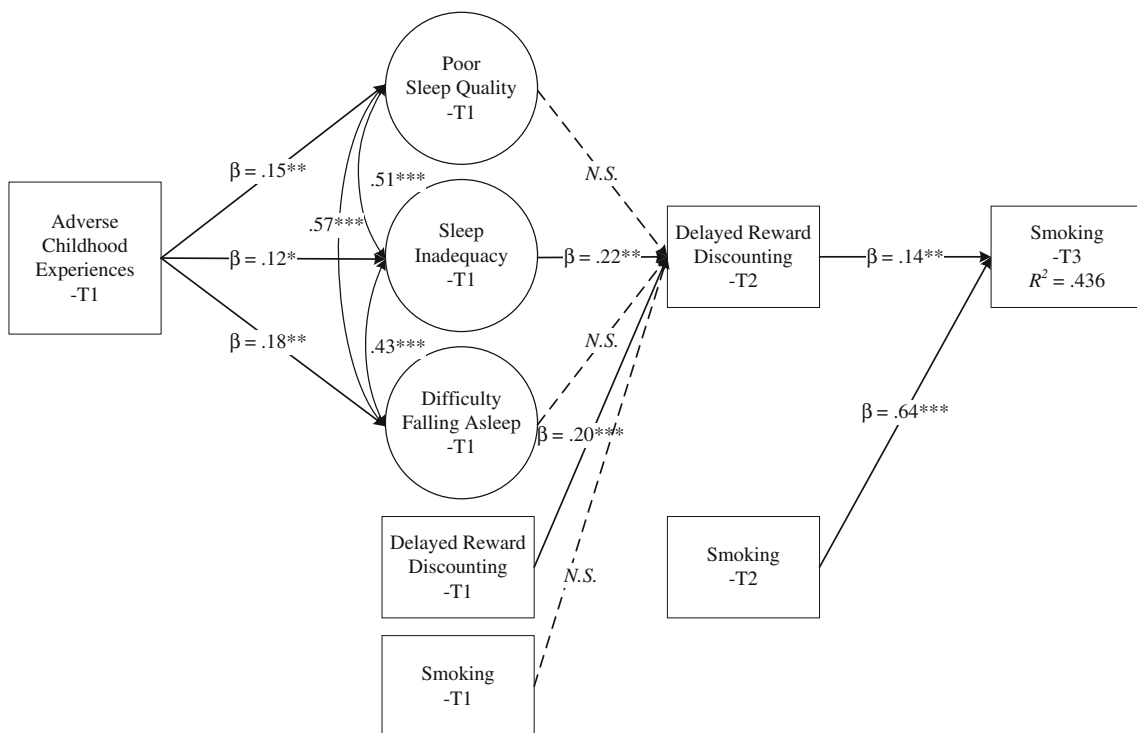 Poor
Sleep Quality
-T1
β = .15**
N.S.
.51***
Adverse
Childhood
Experiences
-T1
.57***
β = .12*
Sleep
Inadequacy
-T1
β = .22**
Delayed Reward
Discounting
-T2
β = .14**
Smoking
-T3
R² = .436
β = .18**
.43***
N.S.
Difficulty
Falling Asleep
-T1
β = .20***
β = .64***
Delayed Reward
Discounting
-T1
N.S.
Smoking
-T2
Smoking
-T1